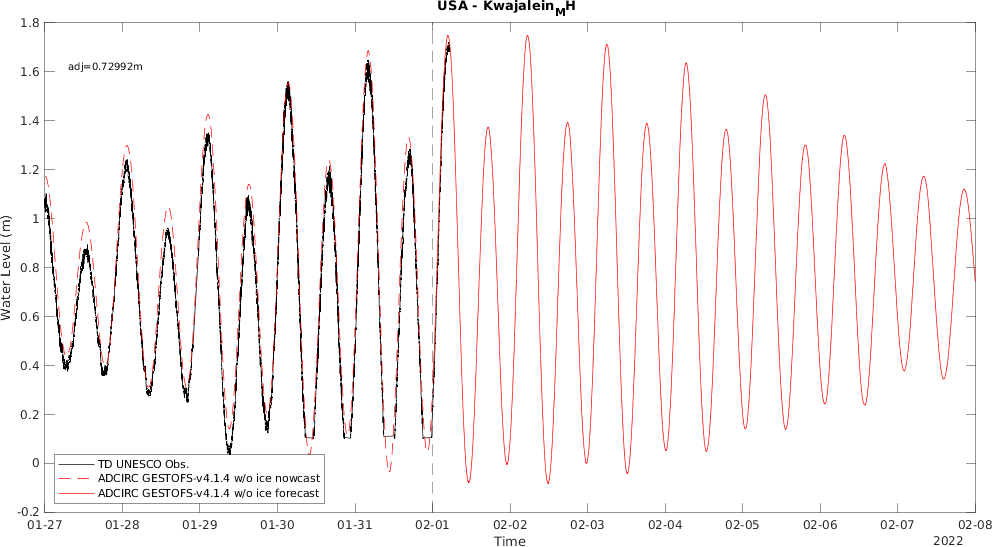 USA - Kwajalein_MH
adj=0.72992m
1.8
1.6
1.4
1.2
1
0.8
0.6
0.4
0.2
0
-0.2
Water Level (m)
TD UNESCO Obs.
ADCIRC GESTOFS-v4.1.4 w/o ice nowcast
ADCIRC GESTOFS-v4.1.4 w/o ice forecast
01-27 01-28 01-29 01-30 01-31 02-01 02-02 02-03 02-04 02-05 02-06 02-07 02-08
Time
2022